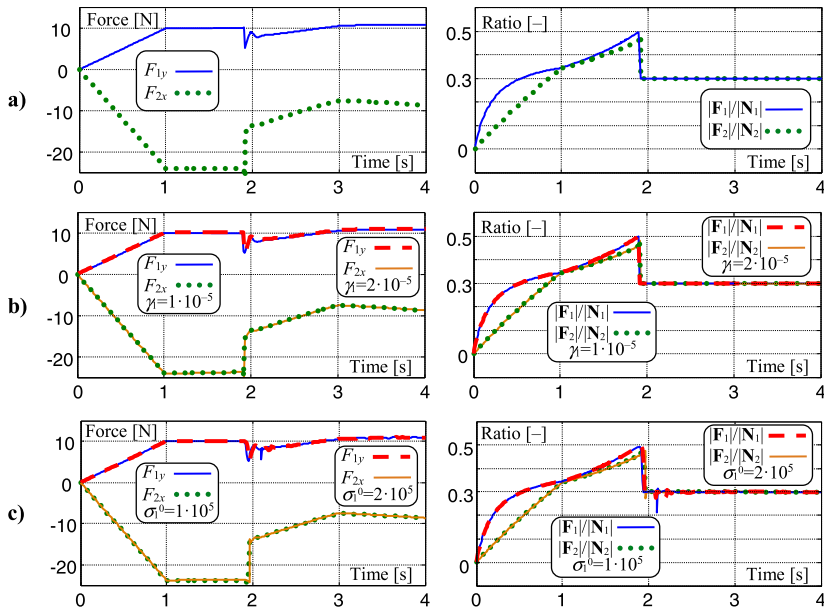 a)
Force [N]
10
0
-10
-20
F1y
F2x
Time [s]
0
1
2
3
4
Ratio [–]
0.5
0.3
0
|F1|/|N1|
|F2|/|N2|
Time [s]
0
1
2
3
4
b)
Force [N]
10
0
-10
-20
F1y
F2x
γ=1·10⁻⁵
F1y
F2x
γ=2·10⁻⁵
Time [s]
0
1
2
3
4
Ratio [–]
0.5
0.3
0
|F1|/|N1|
|F2|/|N2|
γ=2·10⁻⁵
|F1|/|N1|
|F2|/|N2|
γ=1·10⁻⁵
Time [s]
0
1
2
3
4
c)
Force [N]
10
0
-10
-20
F1y
F2x
σ1⁰=1·10⁵
F1y
F2x
σ1⁰=2·10⁵
Time [s]
0
1
2
3
4
Ratio [–]
0.5
0.3
0
|F1|/|N1|
|F2|/|N2|
σ1⁰=2·10⁵
|F1|/|N1|
|F2|/|N2|
σ1⁰=1·10⁵
Time [s]
0
1
2
3
4